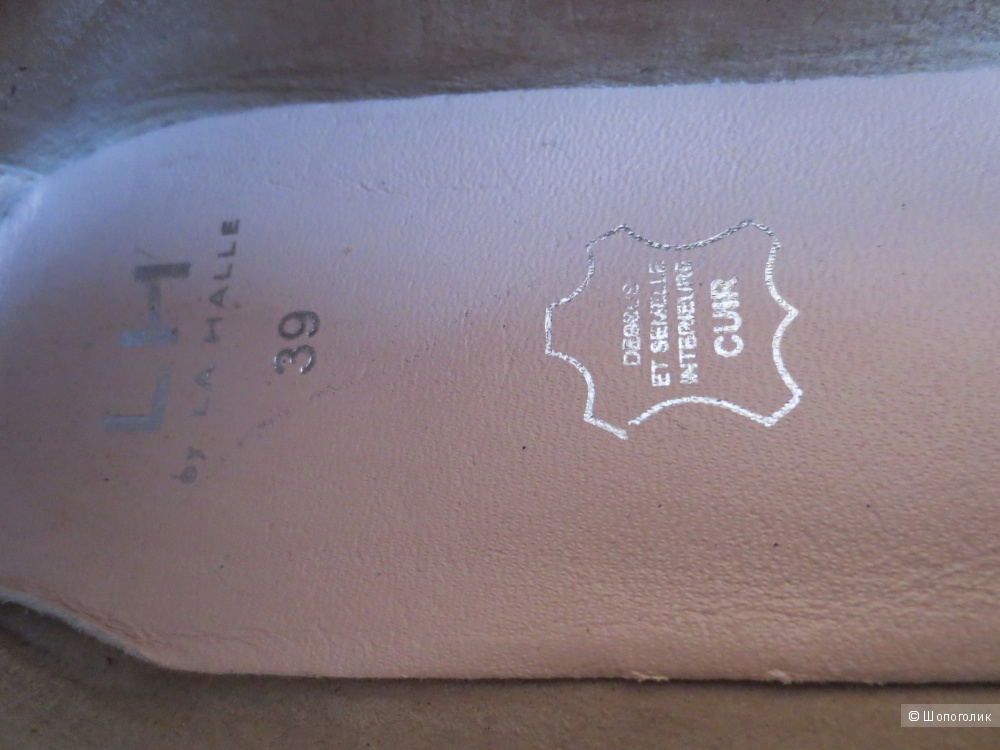 LH
by LA HALLE
39
DESSUS
ET SEMELLE
INTERIEURE
CUIR
© Шопоголик